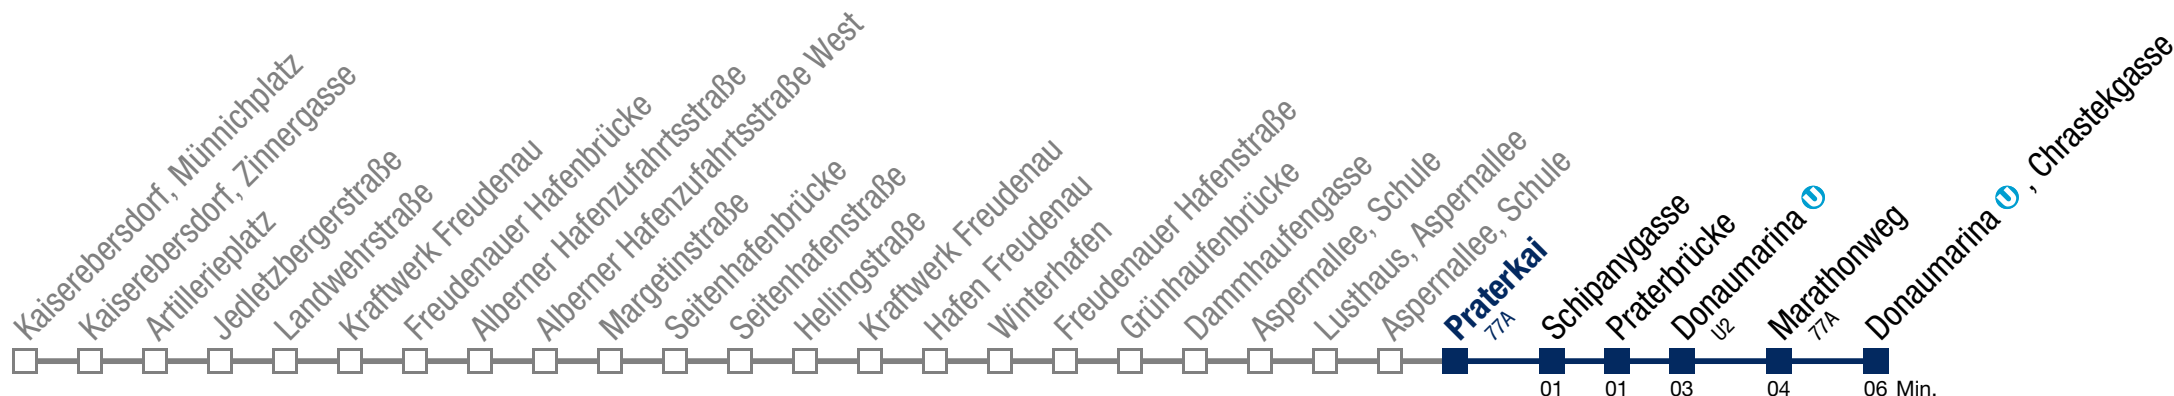 Kaiserebersdorf, Münnichplatz
Kaiserebersdorf, Zinnergasse
Artillerieplatz
Jedletzbergerstraße
Landwehrstraße
Kraftwerk Freudenau
Freudenauer Hafenbrücke
Alberner Hafenzufahrtsstraße
Alberner Hafenzufahrtsstraße West
Margetinstraße
Seitenhafenbrücke
Seitenhafenstraße
Hellingstraße
Kraftwerk Freudenau
Hafen Freudenau
Winterhafen
Freudenauer Hafenstraße
Grünhaufenbrücke
Dammhaufengasse
Aspernallee, Schule
Lusthaus, Aspernallee
Aspernallee, Schule
Praterkai
77A
Schipanygasse
Praterbrücke
Donaumarina U
U2
Marathonweg
77A
Donaumarina U, Chrastekgasse
01 01 03 04 06 Min.